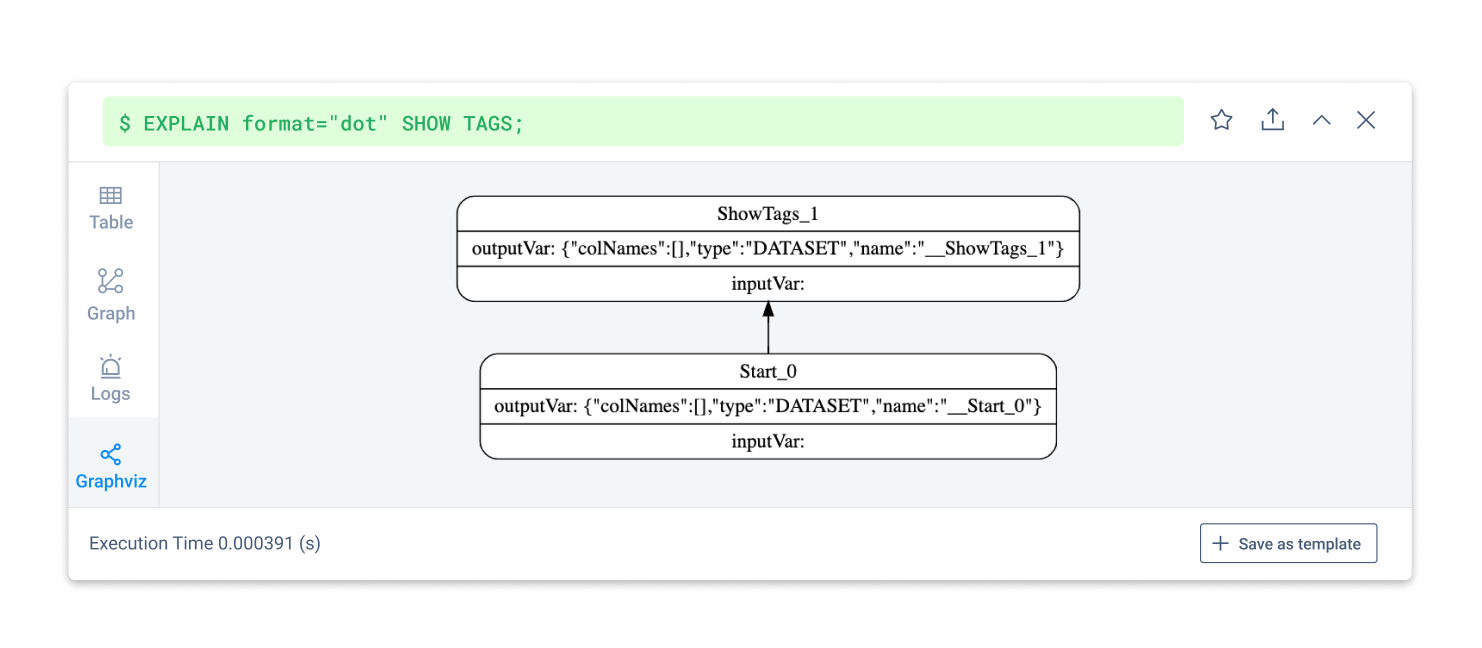 $ EXPLAIN format="dot" SHOW TAGS;
Table
Graph
Logs
Graphviz
ShowTags_1
outputVar: {"colNames":[],"type":"DATASET","name":"__ShowTags_1"}
inputVar:
Start_0
outputVar: {"colNames":[],"type":"DATASET","name":"__Start_0"}
inputVar:
Execution Time 0.000391 (s)
Save as template